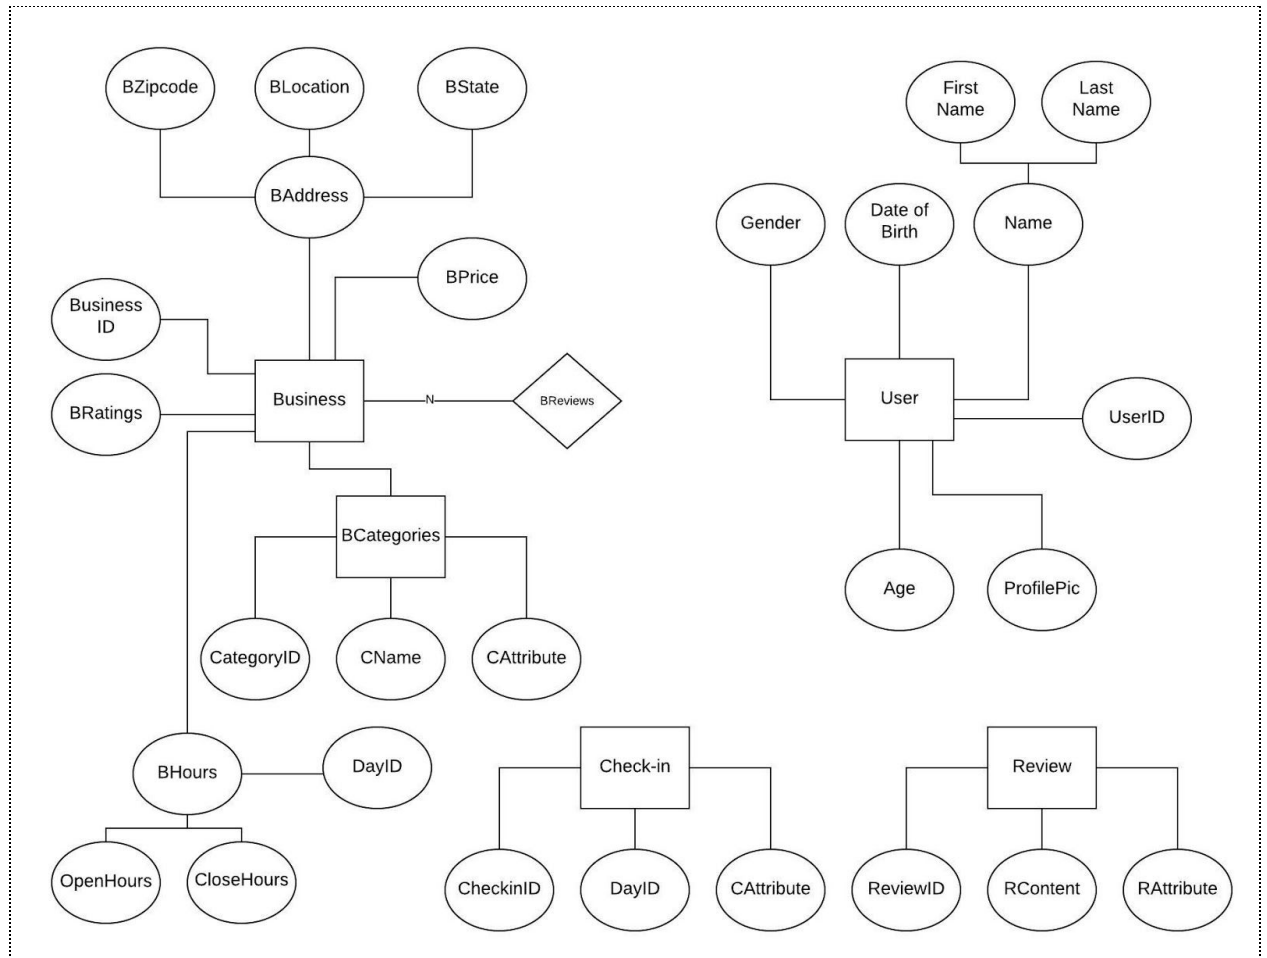 BZipcode
BLocation
BState
First
Name
Last
Name
BAddress
Gender
Date of
Birth
Name
BPrice
Business
ID
BRatings
Business
N
BReviews
User
UserID
BCategories
Age
ProfilePic
CategoryID
CName
CAttribute
BHours
DayID
Check-in
Review
OpenHours
CloseHours
CheckinID
DayID
CAttribute
ReviewID
RContent
RAttribute